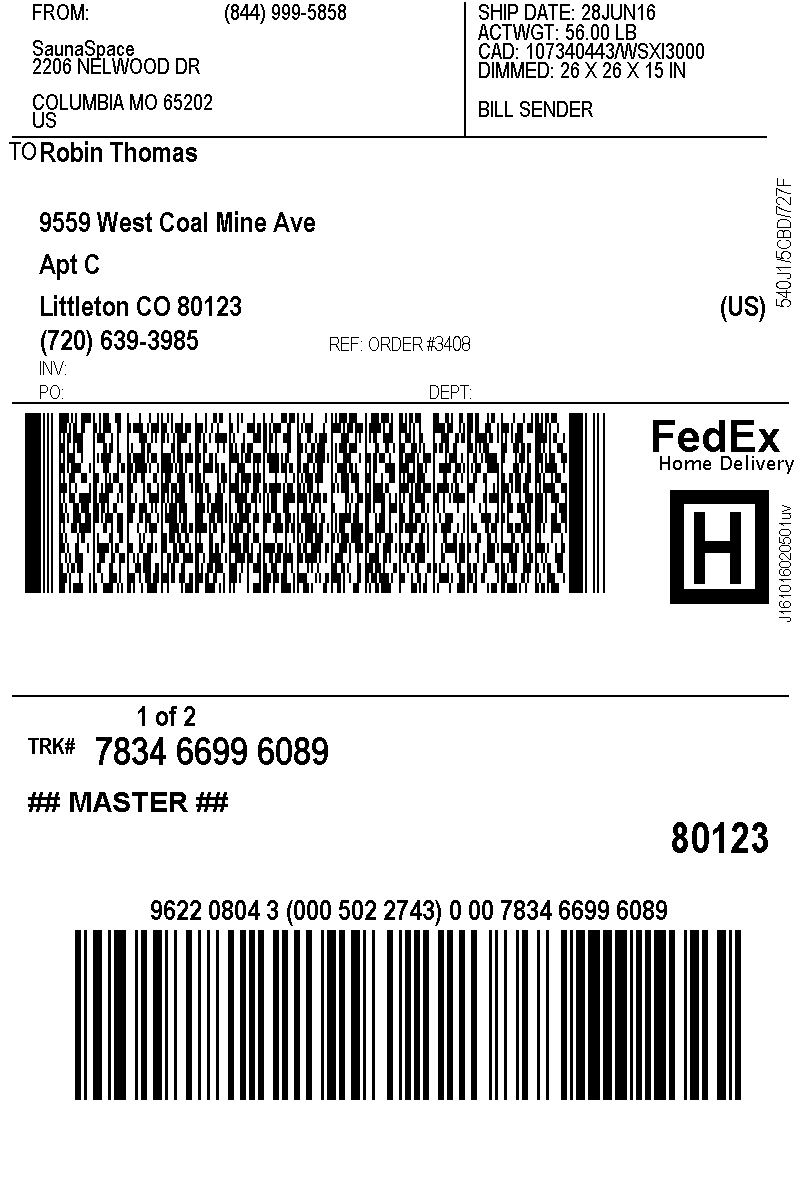 FROM: (844) 999-5858
SaunaSpace
2206 NELWOOD DR
COLUMBIA MO 65202
US
SHIP DATE: 28JUN16
ACTWGT: 56.00 LB
CAD: 107340443/WSXI3000
DIMMED: 26 X 26 X 15 IN
BILL SENDER
TO Robin Thomas
9559 West Coal Mine Ave
Apt C
Littleton CO 80123 (US)
(720) 639-3985 REF: ORDER #3408
INV:
PO: DEPT:
540J1/5CBD/727F
FedEx
Home Delivery
H
J161016020501uv
1 of 2
TRK# 7834 6699 6089
## MASTER ##
80123
9622 0804 3 (000 502 2743) 0 00 7834 6699 6089